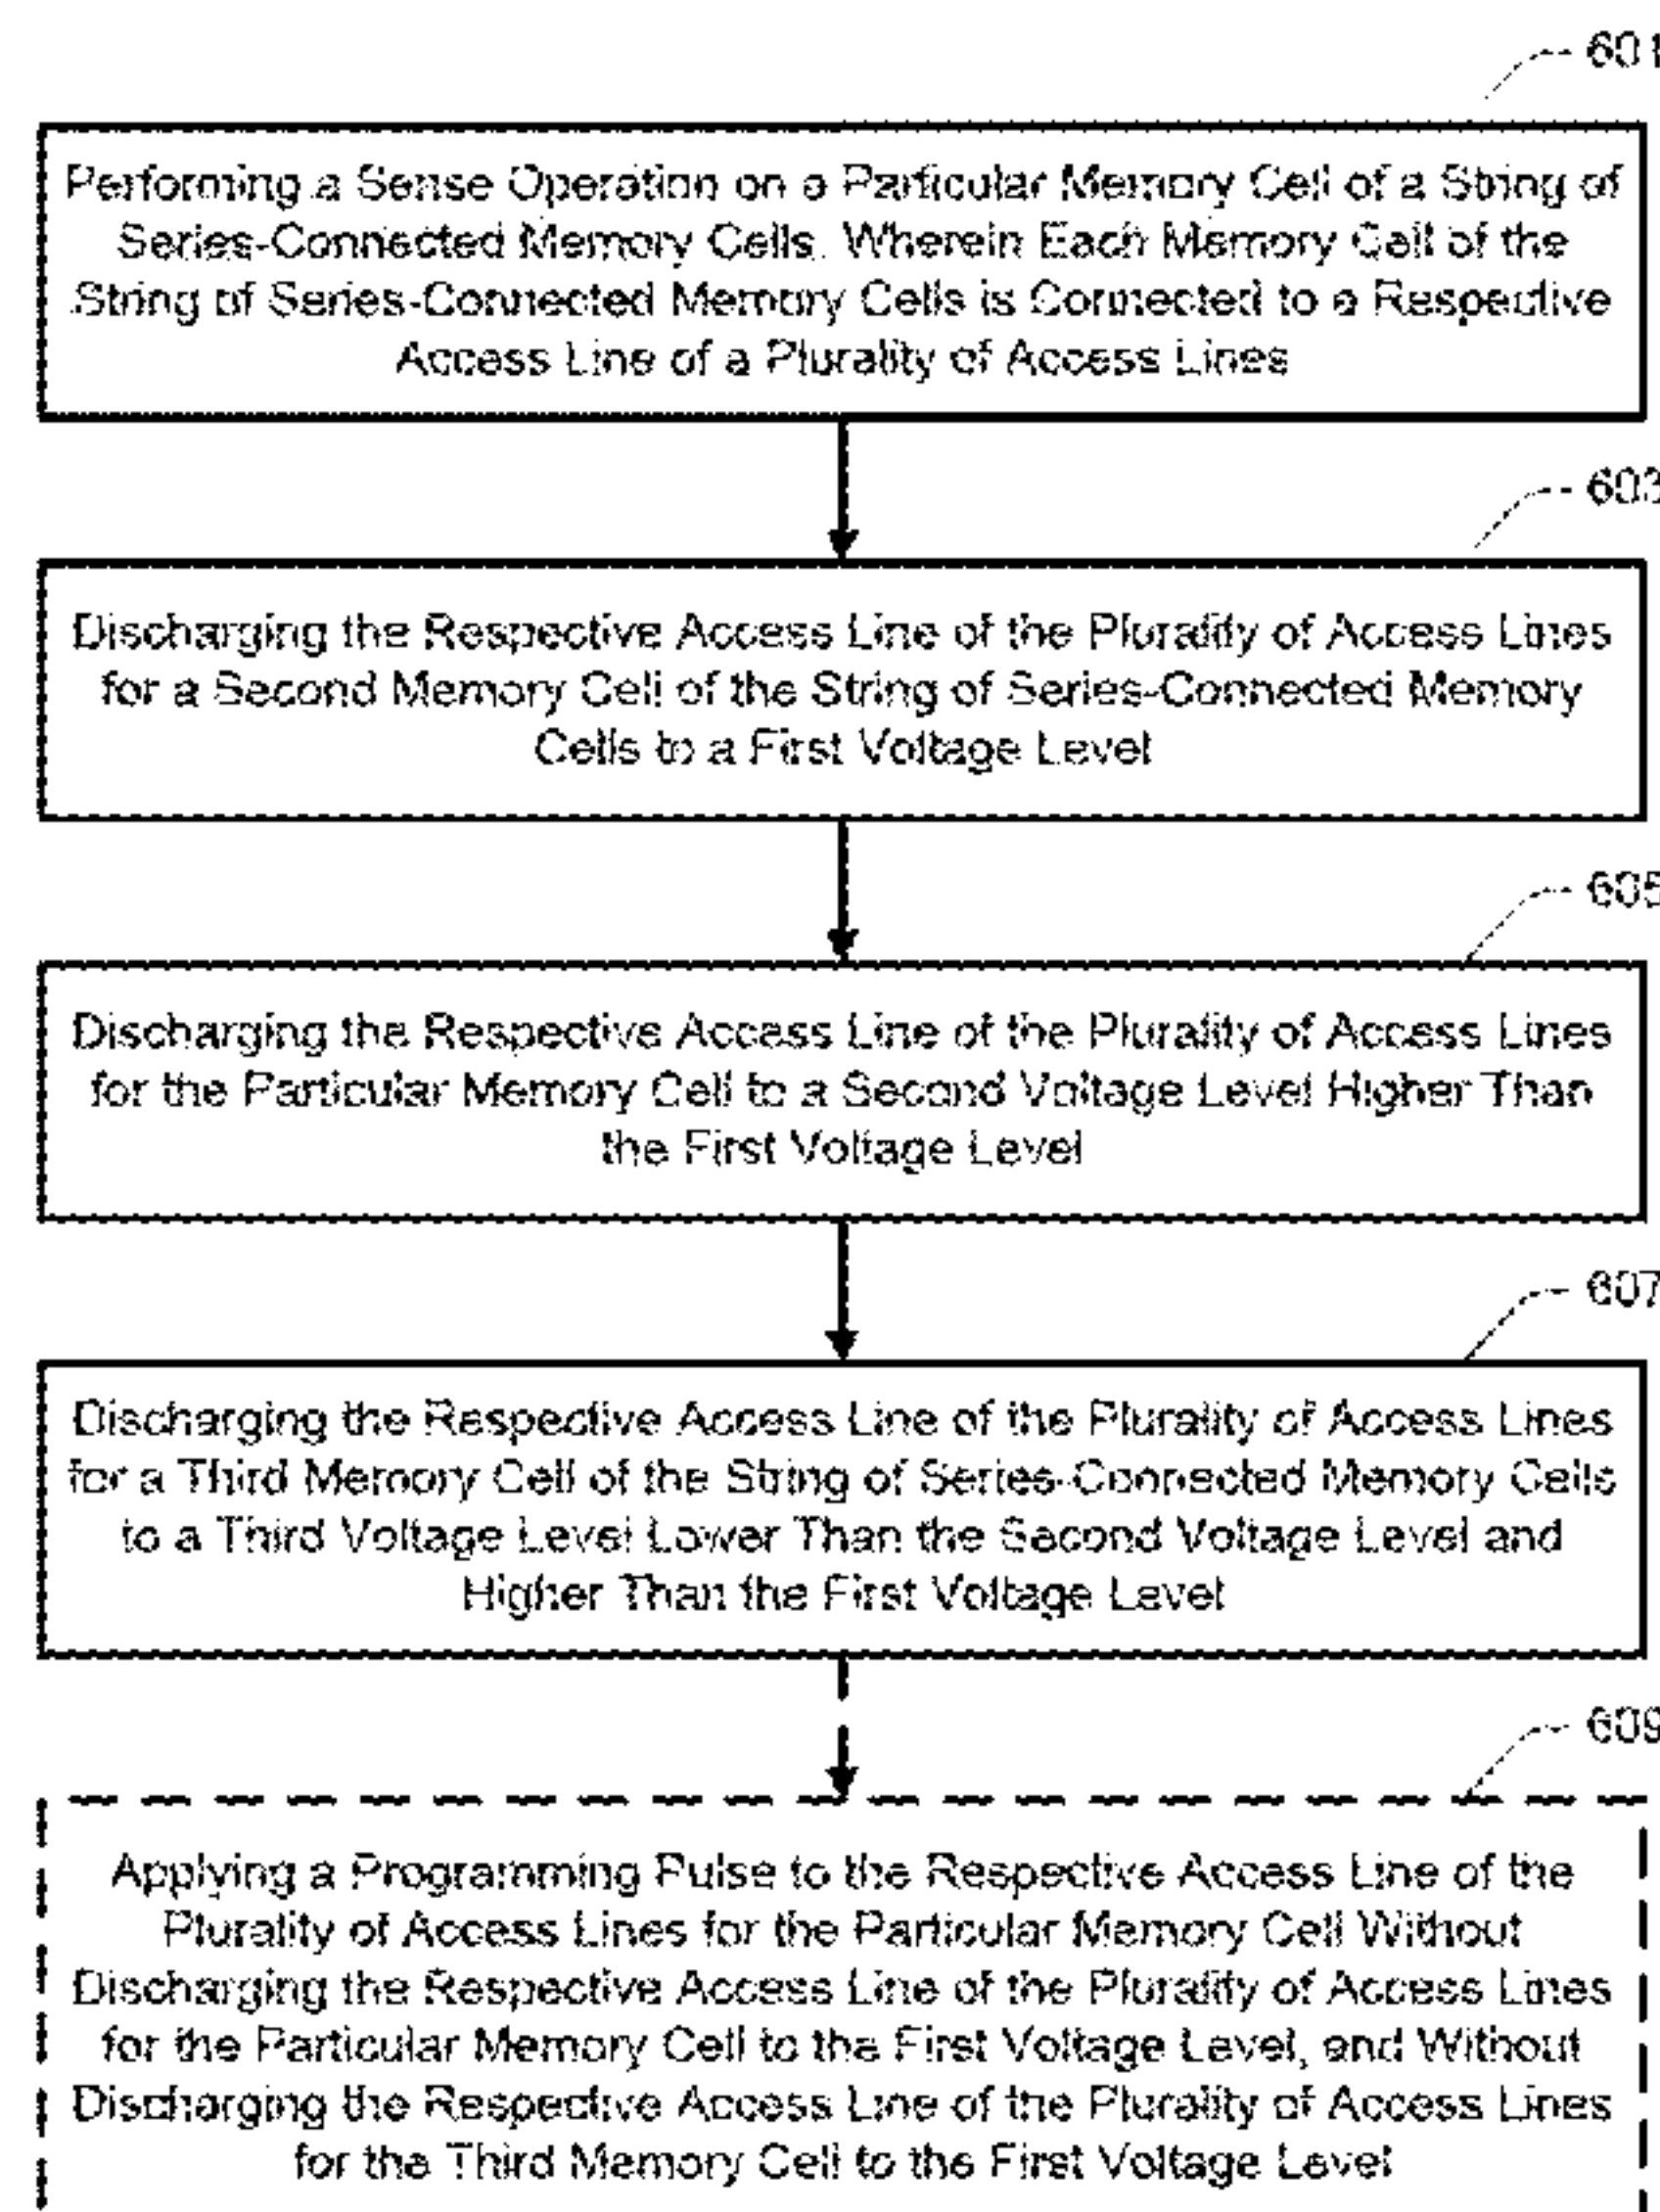 601
Performing a Sense Operation on a Particular Memory Cell of a String of
Series-Connected Memory Cells, Wherein Each Memory Cell of the
String of Series-Connected Memory Cells is Connected to a Respective
Access Line of a Plurality of Access Lines
603
Discharging the Respective Access Line of the Plurality of Access Lines
for a Second Memory Cell of the String of Series-Connected Memory
Cells to a First Voltage Level
605
Discharging the Respective Access Line of the Plurality of Access Lines
for the Particular Memory Cell to a Second Voltage Level Higher Than
the First Voltage Level
607
Discharging the Respective Access Line of the Plurality of Access Lines
for a Third Memory Cell of the String of Series-Connected Memory Cells
to a Third Voltage Level Lower Than the Second Voltage Level and
Higher Than the First Voltage Level
609
Applying a Programming Pulse to the Respective Access Line of the
Plurality of Access Lines for the Particular Memory Cell Without
Discharging the Respective Access Line of the Plurality of Access Lines
for the Particular Memory Cell to the First Voltage Level, and Without
Discharging the Respective Access Line of the Plurality of Access Lines
for the Third Memory Cell to the First Voltage Level